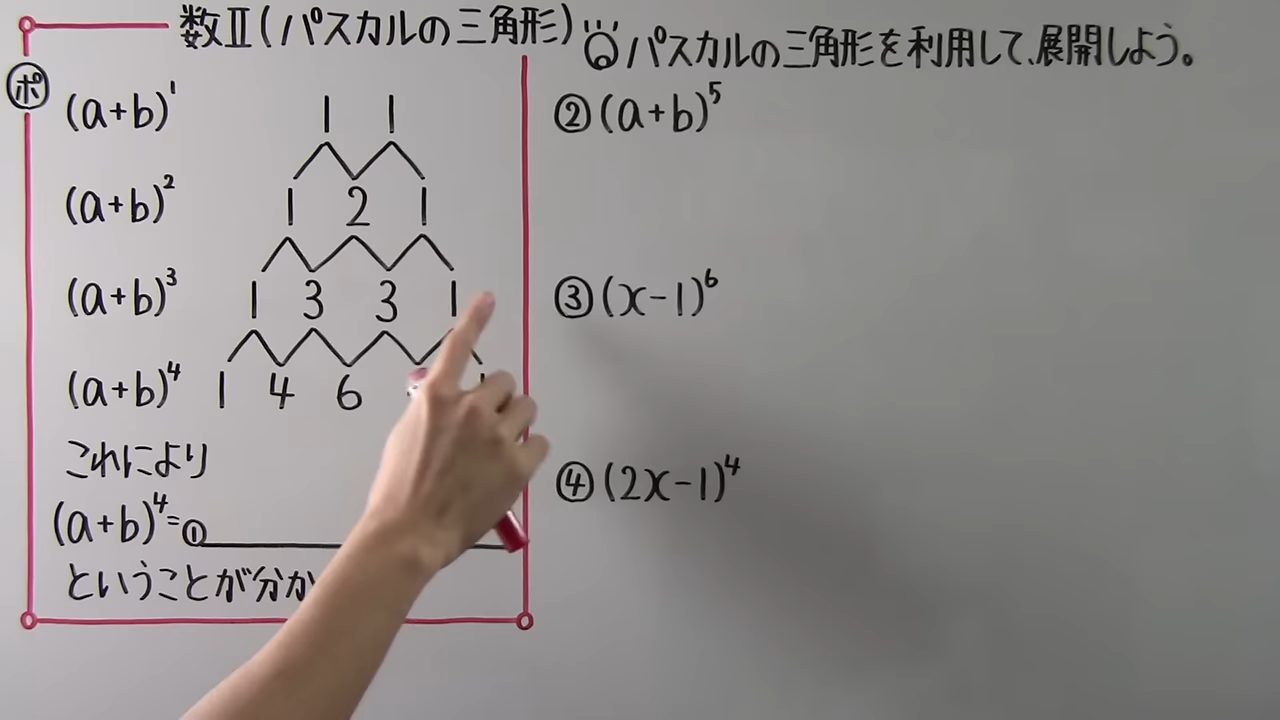 数Ⅱ(パスカルの三角形)
ポ
(a+b)¹ 1 1
(a+b)² 1 2 1
(a+b)³ 1 3 3 1
(a+b)⁴ 1 4 6
これにより
(a+b)⁴=①
ということが分か
パスカルの三角形を利用して、展開しよう。
②(a+b)⁵
③(x-1)⁶
④(2x-1)⁴